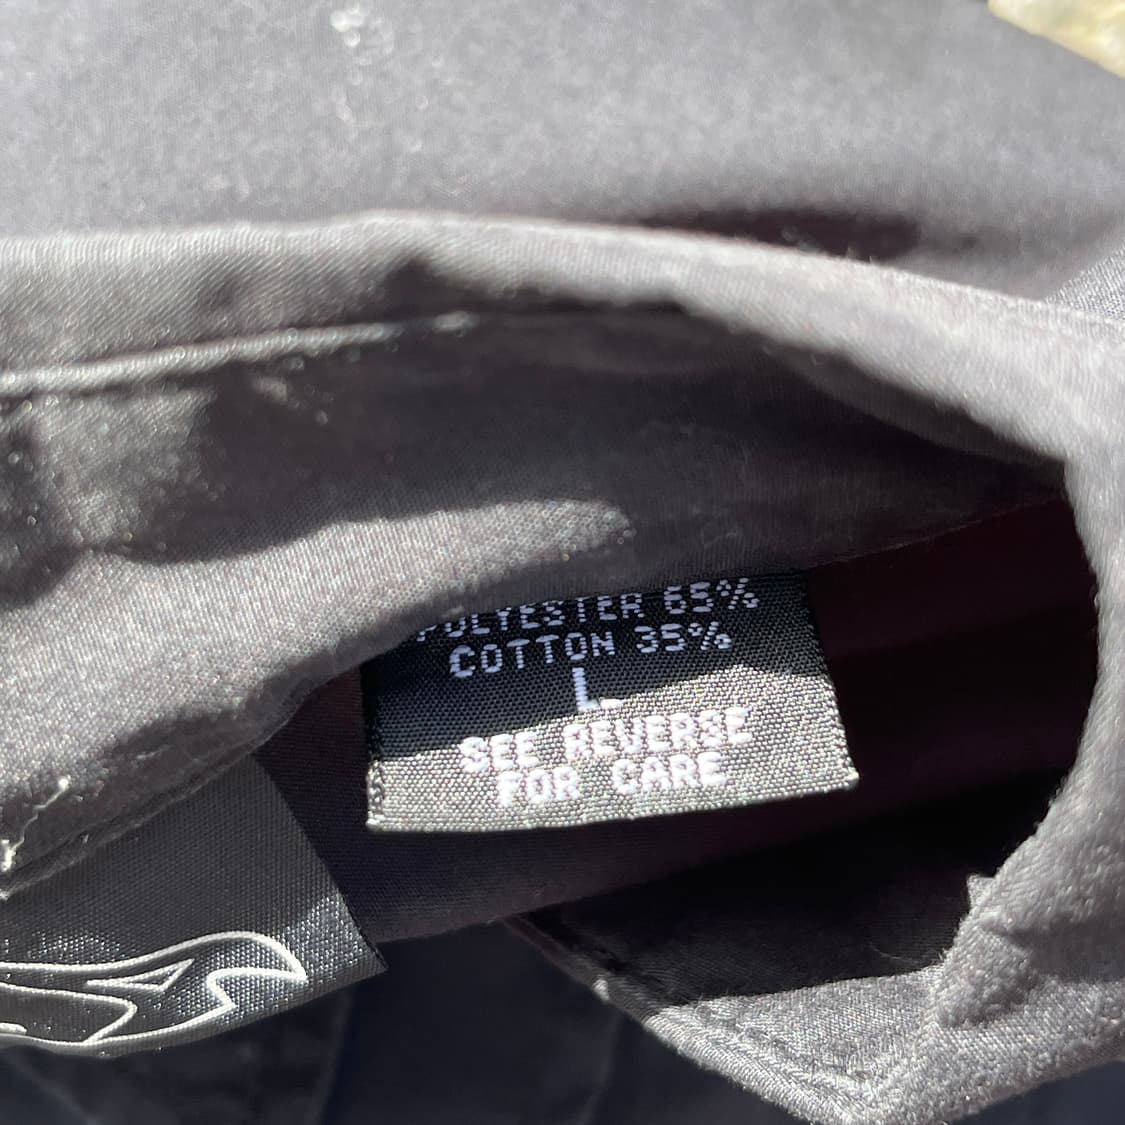 POLYESTER 65%
COTTON 35%
L
SEE REVERSE
FOR CARE